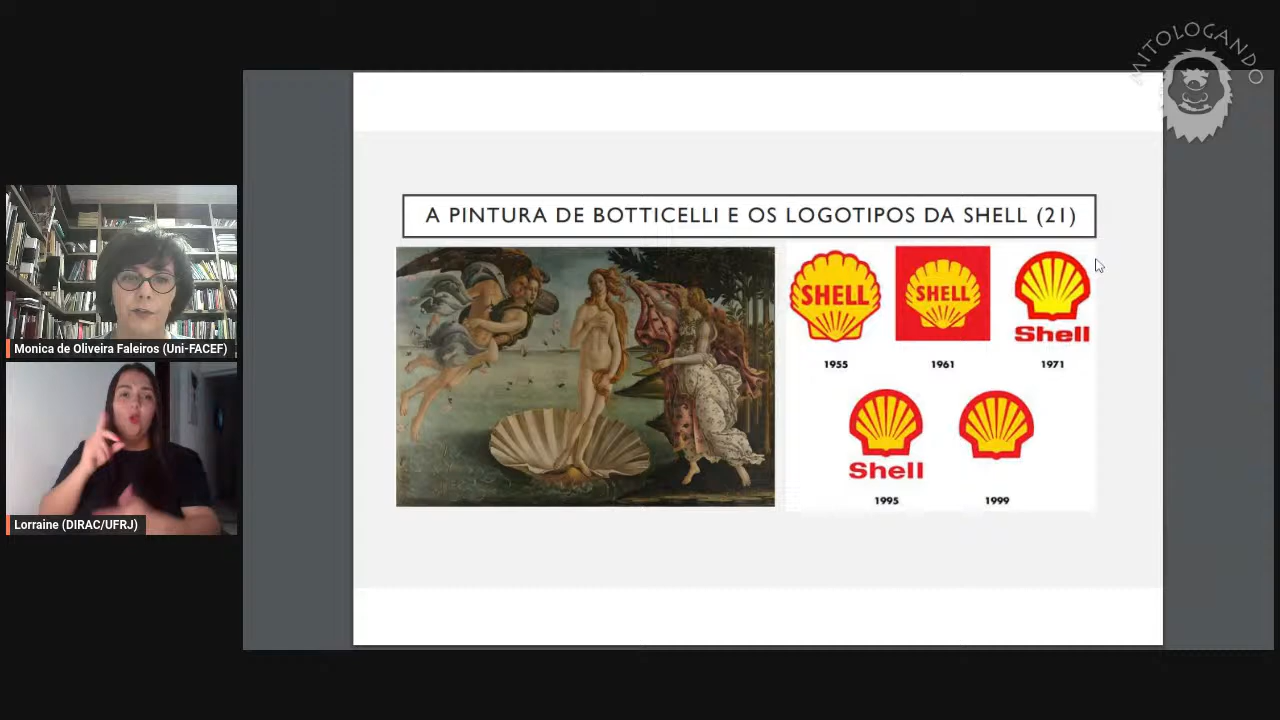 MITOLOGANDO
A PINTURA DE BOTTICELLI E OS LOGOTIPOS DA SHELL (21)
SHELL
SHELL
Shell
1955
1961
1971
Shell
1995
1999
Monica de Oliveira Faleiros (Uni-FACEF)
Lorraine (DIRAC/UFRJ)